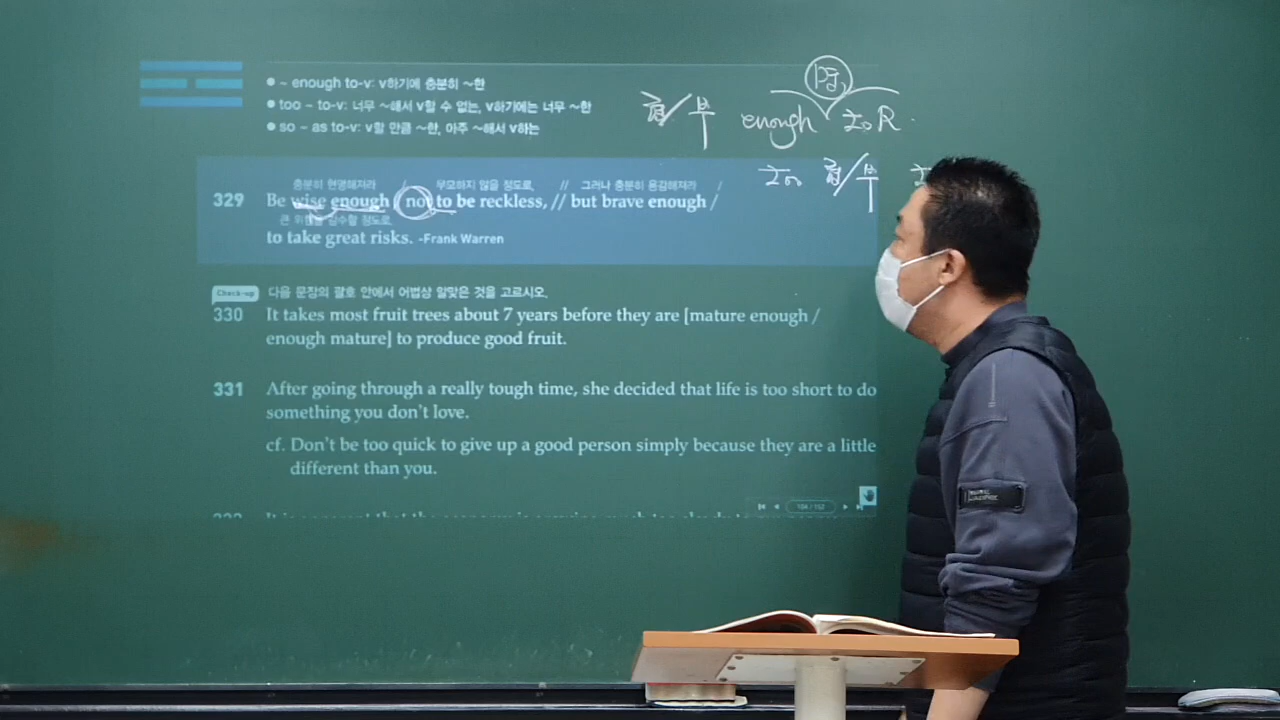 ● ~ enough to-v: v하기에 충분히 ~한
● too ~ to-v: 너무 ~해서 v할 수 없는, v하기에는 너무 ~한
● so ~ as to-v: v할 만큼 ~한, 아주 ~해서 v하는
형/부 enough to R.
too 형/부
충분히 현명해져라 무모하지 않을 정도로, // 그러나 충분히 용감해져라 /
329 Be wise enough / not to be reckless, // but brave enough /
큰 위험을 감수할 정도로.
to take great risks. -Frank Warren
Check-up 다음 문장의 괄호 안에서 어법상 알맞은 것을 고르시오.
330 It takes most fruit trees about 7 years before they are [mature enough /
enough mature] to produce good fruit.
331 After going through a really tough time, she decided that life is too short to do
something you don't love.
cf. Don't be too quick to give up a good person simply because they are a little
different than you.